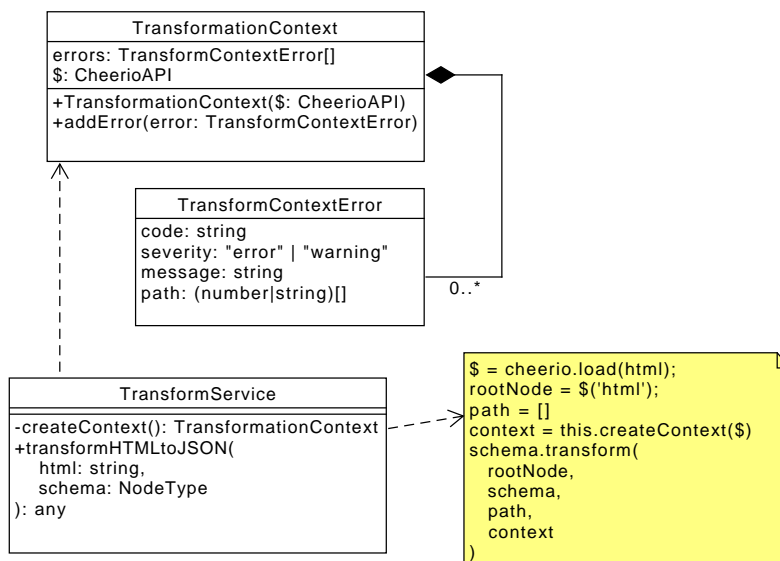 TransformationContext
errors: TransformContextError[]
$: CheerioAPI
+TransformationContext($: CheerioAPI)
+addError(error: TransformContextError)
TransformContextError
code: string
severity: "error" | "warning"
message: string
path: (number|string)[]
0..*
TransformService
-createContext(): TransformationContext
+transformHTMLtoJSON(
html: string,
schema: NodeType
): any
$ = cheerio.load(html);
rootNode = $('html');
path = []
context = this.createContext($)
schema.transform(
rootNode,
schema,
path,
context
)